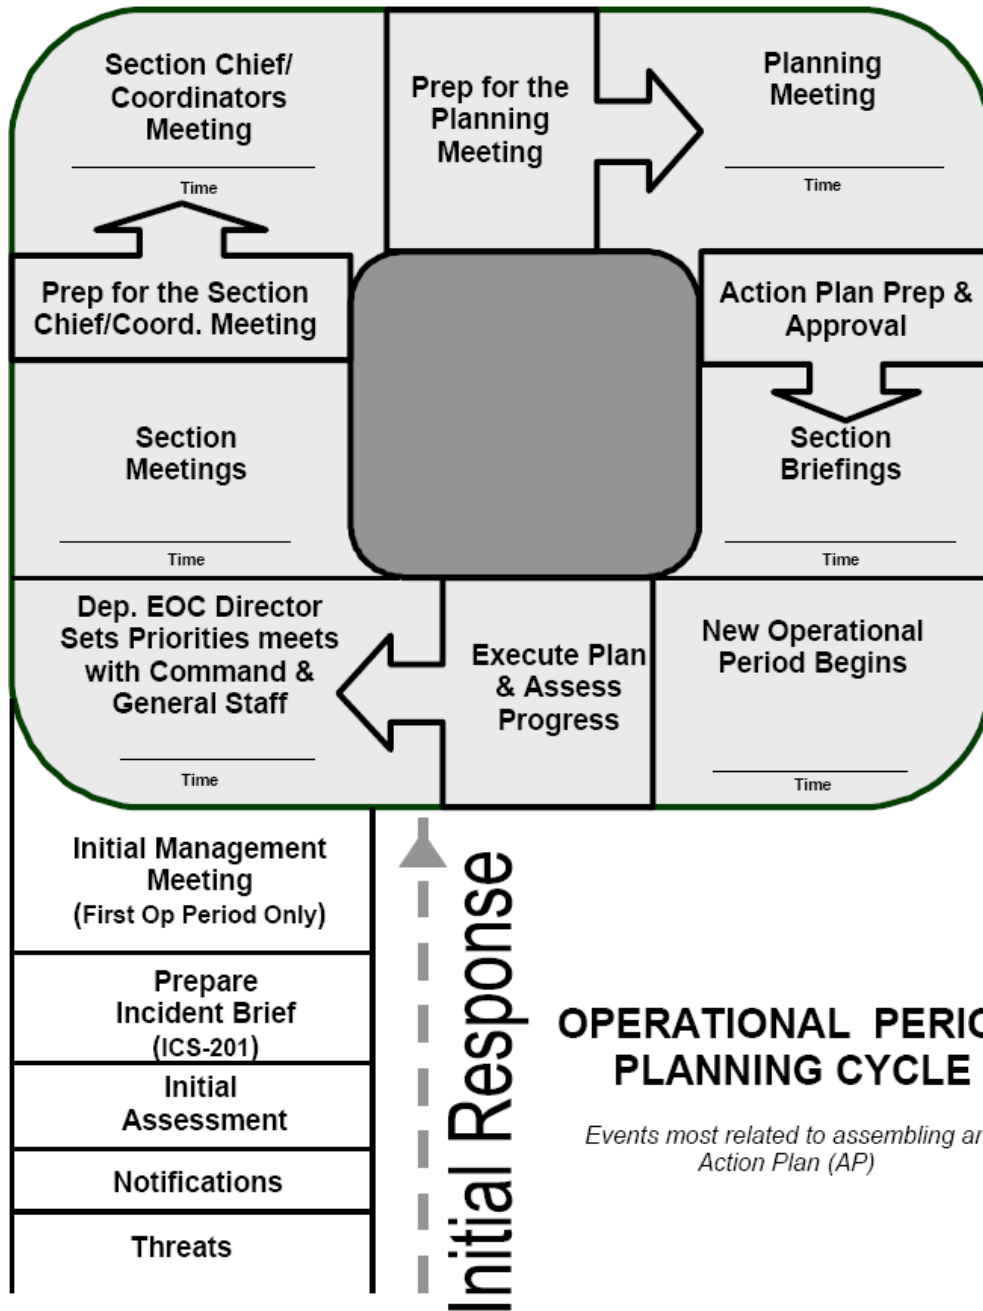 Section Chief/
Coordinators
Meeting
Time
Prep for the
Planning
Meeting
Planning
Meeting
Time
Prep for the Section
Chief/Coord. Meeting
Action Plan Prep &
Approval
Section
Meetings
Time
Section
Briefings
Time
Dep. EOC Director
Sets Priorities meets
with Command &
General Staff
Time
Execute Plan
& Assess
Progress
New Operational
Period Begins
Time
Initial Management
Meeting
(First Op Period Only)
Prepare
Incident Brief
(ICS-201)
Initial
Assessment
Notifications
Threats
Initial Response
OPERATIONAL PERIO
PLANNING CYCLE
Events most related to assembling an
Action Plan (AP)